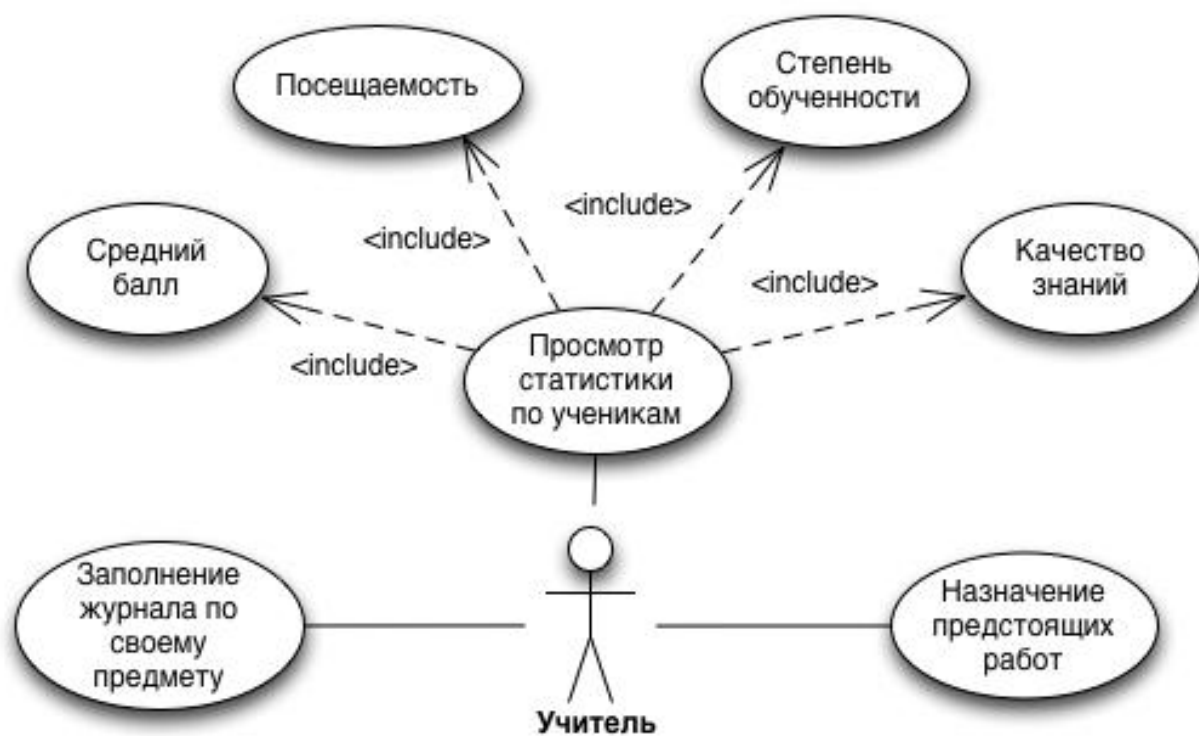 Посещаемость
Степень
обученности
<include>
<include>
Средний
балл
Качество
знаний
<include>
<include>
Просмотр
статистики
по ученикам
Заполнение
журнала по
своему
предмету
Назначение
предстоящих
работ
Учитель